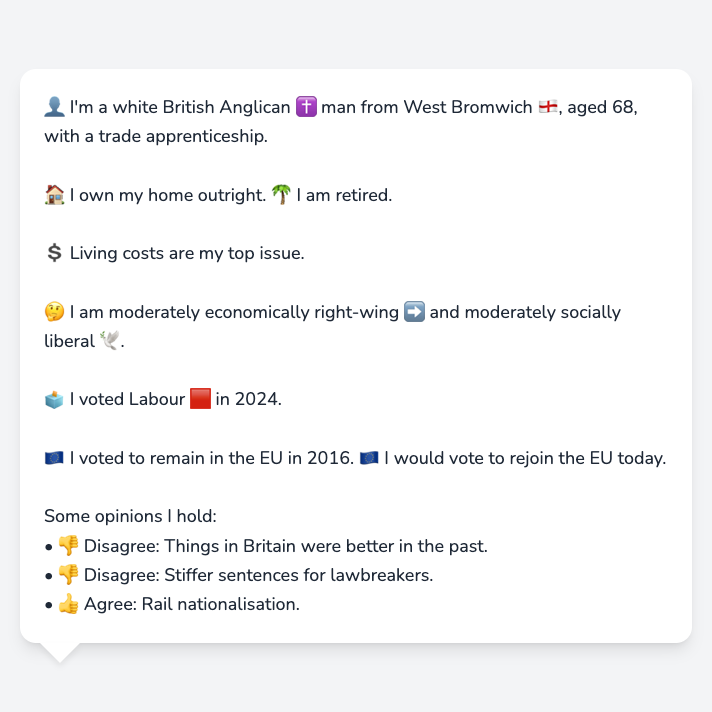 👤 I'm a white British Anglican ✝️ man from West Bromwich 🏴󠁧󠁢󠁥󠁮󠁧󠁿, aged 68,
with a trade apprenticeship.
🏠 I own my home outright. 🌴 I am retired.
💲 Living costs are my top issue.
🤔 I am moderately economically right-wing ➡️ and moderately socially
liberal 🕊️.
🗳️ I voted Labour 🟥 in 2024.
🇪🇺 I voted to remain in the EU in 2016. 🇪🇺 I would vote to rejoin the EU today.
Some opinions I hold:
• 👎 Disagree: Things in Britain were better in the past.
• 👎 Disagree: Stiffer sentences for lawbreakers.
• 👍 Agree: Rail nationalisation.